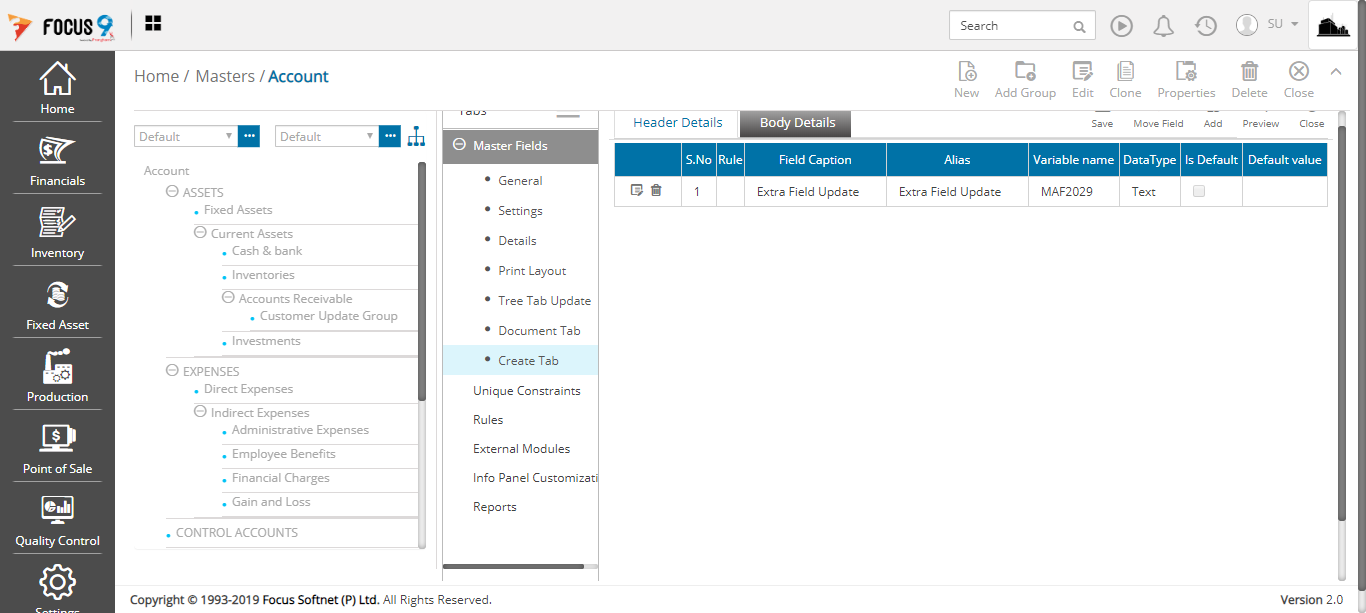 FOCUS 9
Search
SU
Home
Financials
Inventory
Fixed Asset
Production
Point of Sale
Quality Control
Settings
Home / Masters / Account
New
Add Group
Edit
Clone
Properties
Delete
Close
Default
Default
Account
ASSETS
Fixed Assets
Current Assets
Cash & bank
Inventories
Accounts Receivable
Customer Update Group
Investments
EXPENSES
Direct Expenses
Indirect Expenses
Administrative Expenses
Employee Benefits
Financial Charges
Gain and Loss
CONTROL ACCOUNTS
Tabs
Master Fields
General
Settings
Details
Print Layout
Tree Tab Update
Document Tab
Create Tab
Unique Constraints
Rules
External Modules
Info Panel Customizati
Reports
Header Details
Body Details
Save
Move Field
Add
Preview
Close
S.No Rule Field Caption Alias Variable name DataType Is Default Default value
1 Extra Field Update Extra Field Update MAF2029 Text
Copyright © 1993-2019 Focus Softnet (P) Ltd. All Rights Reserved.
Version 2.0